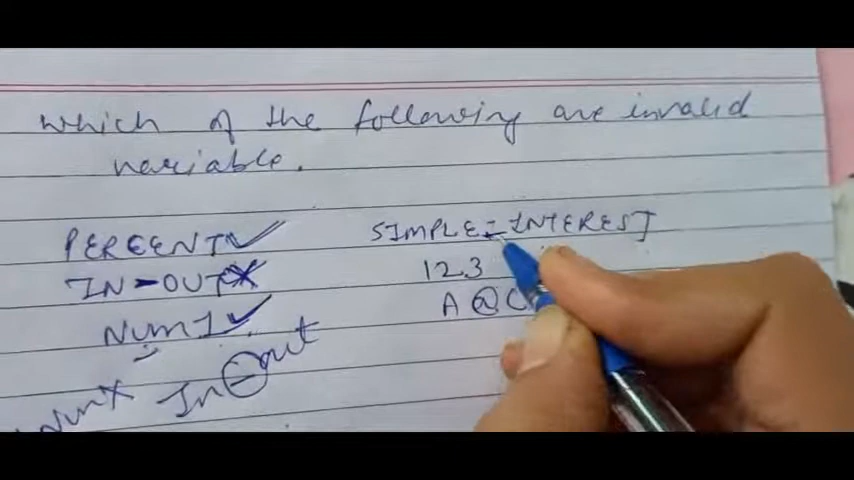 which of the following are invalid
variable.
PERCENT ✓ SIMPLE-INTEREST
IN-OUT × 12.3
NUM1 ✓ A @
In-out